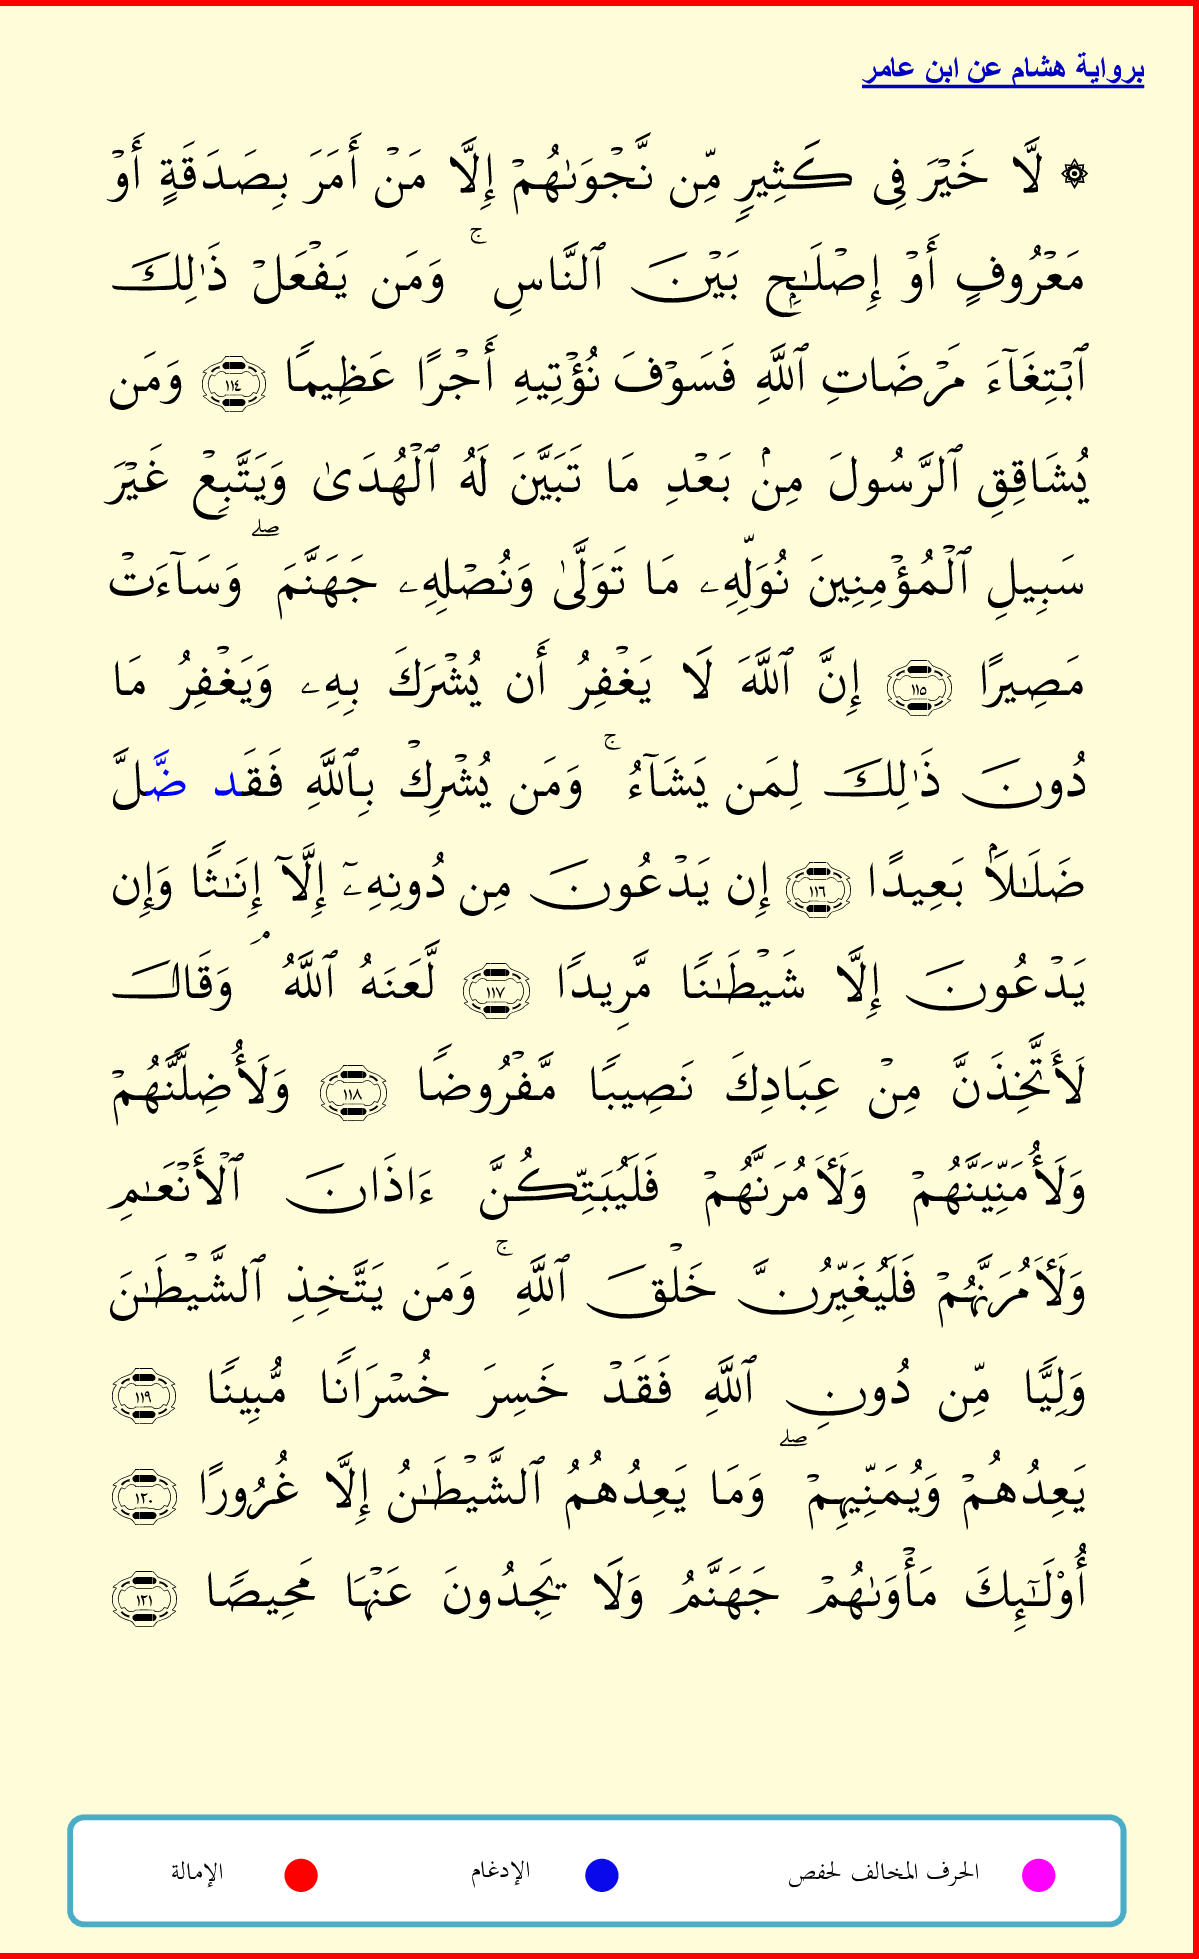 برواية هشام عن ابن عامر
۞ لَّا خَيْرَ فِى كَثِيرٍ مِّن نَّجْوَىٰهُمْ إِلَّا مَنْ أَمَرَ بِصَدَقَةٍ أَوْ
مَعْرُوفٍ أَوْ إِصْلَٰحٍۭ بَيْنَ ٱلنَّاسِ ۚ وَمَن يَفْعَلْ ذَٰلِكَ
ٱبْتِغَآءَ مَرْضَاتِ ٱللَّهِ فَسَوْفَ نُؤْتِيهِ أَجْرًا عَظِيمًا ١١٤ وَمَن
يُشَاقِقِ ٱلرَّسُولَ مِنۢ بَعْدِ مَا تَبَيَّنَ لَهُ ٱلْهُدَىٰ وَيَتَّبِعْ غَيْرَ
سَبِيلِ ٱلْمُؤْمِنِينَ نُوَلِّهِۦ مَا تَوَلَّىٰ وَنُصْلِهِۦ جَهَنَّمَ ۖ وَسَآءَتْ
مَصِيرًا ١١٥ إِنَّ ٱللَّهَ لَا يَغْفِرُ أَن يُشْرَكَ بِهِۦ وَيَغْفِرُ مَا
دُونَ ذَٰلِكَ لِمَن يَشَآءُ ۚ وَمَن يُشْرِكْ بِٱللَّهِ فَقَد ضَّلَّ
ضَلَٰلَۢا بَعِيدًا ١١٦ إِن يَدْعُونَ مِن دُونِهِۦٓ إِلَّآ إِنَٰثًا وَإِن
يَدْعُونَ إِلَّا شَيْطَٰنًا مَّرِيدًا ١١٧ لَّعَنَهُ ٱللَّهُ ۘ وَقَالَ
لَأَتَّخِذَنَّ مِنْ عِبَادِكَ نَصِيبًا مَّفْرُوضًا ١١٨ وَلَأُضِلَّنَّهُمْ
وَلَأُمَنِّيَنَّهُمْ وَلَءَامُرَنَّهُمْ فَلَيُبَتِّكُنَّ ءَاذَانَ ٱلْأَنْعَٰمِ
وَلَءَامُرَنَّهُمْ فَلَيُغَيِّرُنَّ خَلْقَ ٱللَّهِ ۚ وَمَن يَتَّخِذِ ٱلشَّيْطَٰنَ
وَلِيًّا مِّن دُونِ ٱللَّهِ فَقَدْ خَسِرَ خُسْرَانًا مُّبِينًا ١١٩
يَعِدُهُمْ وَيُمَنِّيهِمْ ۖ وَمَا يَعِدُهُمُ ٱلشَّيْطَٰنُ إِلَّا غُرُورًا ١٢٠
أُو۟لَٰٓئِكَ مَأْوَىٰهُمْ جَهَنَّمُ وَلَا يَجِدُونَ عَنْهَا مَحِيصًا ١٢١
الحرف المخالف لحفص الإدغام الإمالة